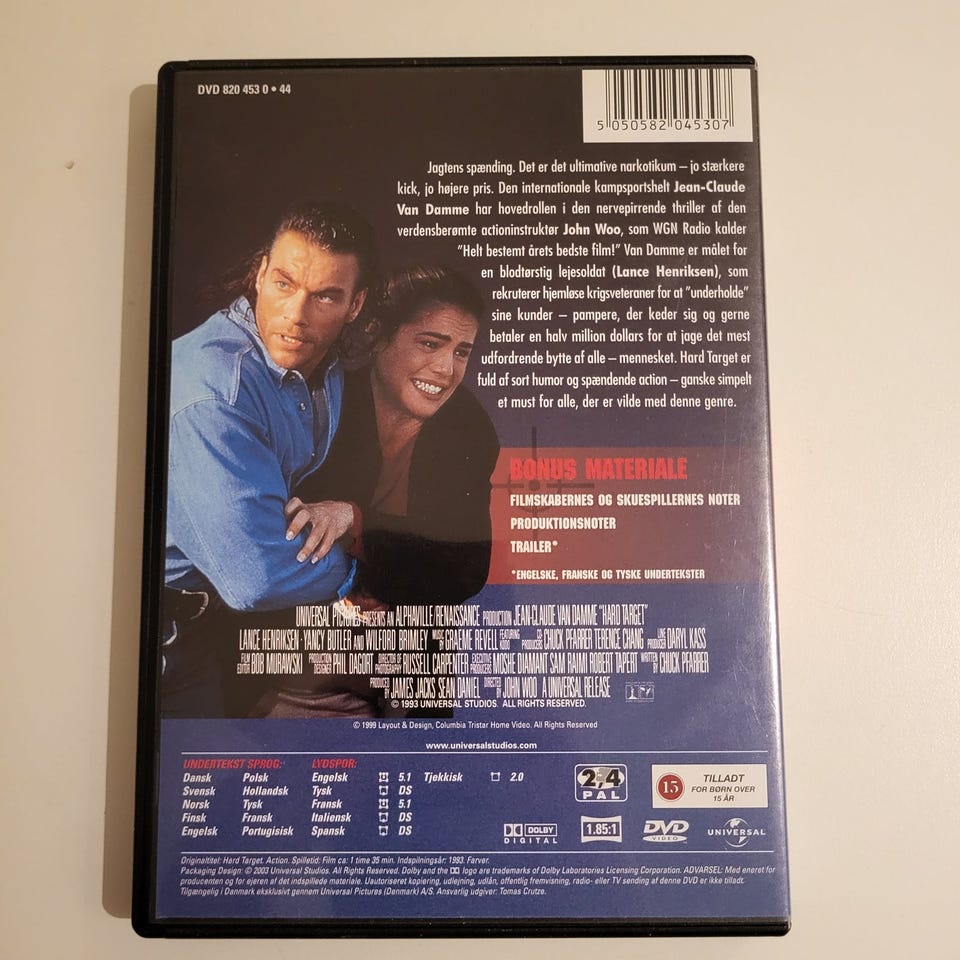 DVD 820 453 0 • 44
5 050582 045307
Jagtens spænding. Det er det ultimative narkotikum – jo stærkere
kick, jo højere pris. Den internationale kampsportshelt Jean-Claude
Van Damme har hovedrollen i den nervepirrende thriller af den
verdensberømte actioninstruktør John Woo, som WGN Radio kalder
"Helt bestemt årets bedste film!" Van Damme er målet for
en blodtørstig lejesoldat (Lance Henriksen), som
rekruterer hjemløse krigsveteraner for at "underholde"
sine kunder – pampere, der keder sig og gerne
betaler en halv million dollars for at jage det mest
udfordrende bytte af alle – mennesket. Hard Target er
fuld af sort humor og spændende action – ganske simpelt
et must for alle, der er vilde med denne genre.
BONUS MATERIALE
FILMSKABERNES OG SKUESPILLERNES NOTER
PRODUKTIONSNOTER
TRAILER*
*ENGELSKE, FRANSKE OG TYSKE UNDERTEKSTER
UNIVERSAL PICTURES PRESENTS AN ALPHAVILLE/RENAISSANCE PRODUCTION JEAN-CLAUDE VAN DAMME "HARD TARGET"
LANCE HENRIKSEN · YANCY BUTLER AND WILFORD BRIMLEY MUSIC BY GRAEME REVELL FEATURING KODO CO-PRODUCERS CHUCK PFARRER TERENCE CHANG LINE PRODUCER DARYL KASS
FILM EDITOR BOB MURAWSKI PRODUCTION DESIGNER PHIL DAGORT DIRECTOR OF PHOTOGRAPHY RUSSELL CARPENTER EXECUTIVE PRODUCERS MOSHE DIAMANT SAM RAIMI ROBERT TAPERT WRITTEN BY CHUCK PFARRER
PRODUCED BY JAMES JACKS SEAN DANIEL DIRECTED BY JOHN WOO A UNIVERSAL RELEASE
© 1993 UNIVERSAL STUDIOS. ALL RIGHTS RESERVED.
© 1999 Layout & Design, Columbia Tristar Home Video. All Rights Reserved
www.universalstudios.com
UNDERTEKST SPROG: LYDSPOR:
Dansk Polsk Engelsk 5.1 Tjekkisk 2.0
Svensk Hollandsk Tysk DS
Norsk Tysk Fransk 5.1
Finsk Fransk Italiensk DS
Engelsk Portugisisk Spansk DS
2,4
PAL
15
TILLADT
FOR BØRN OVER
15 ÅR
DOLBY
DIGITAL
1.85:1
DVD
VIDEO
UNIVERSAL
Originaltitel: Hard Target. Action. Spilletid: Film ca: 1 time 35 min. Indspilningsår: 1993. Farver.
Packaging Design: © 2003 Universal Studios. Dolby and the DD logo are trademarks of Dolby Laboratories Licensing Corporation. ADVARSEL: Med eneret for
producenten og for ejeren af det indspillede materiale. Uautoriseret kopiering, udlejning, udlån, offentlig fremvisning, radio- eller TV sending af denne DVD er ikke tilladt.
Tilgængelig i Danmark eksklusivt gennem Universal Pictures (Denmark) A/S. Ansvarlig udgiver: Tomas Crutze.